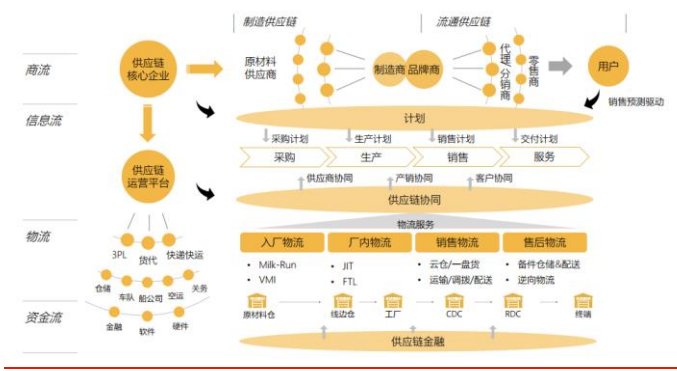 制造供应链
流通供应链
商流
供应链
核心企业
原材料
供应商
制造商
品牌商
代理/分销商
零售商
用户
销售预测驱动
信息流
计划
采购计划
生产计划
销售计划
交付计划
采购
生产
销售
服务
供应商协同
产销协同
客户协同
供应链
运营平台
供应链协同
物流服务
物流
入厂物流
厂内物流
销售物流
售后物流
3PL
货代
快递快运
• Milk-Run
• VMI
• JIT
• FTL
• 云仓/一盘货
• 运输/调拨/配送
• 备件仓储&配送
• 逆向物流
仓储
车队
船公司
空运
关务
原材料仓
线边仓
工厂
CDC
RDC
终端
资金流
金融
软件
硬件
供应链金融